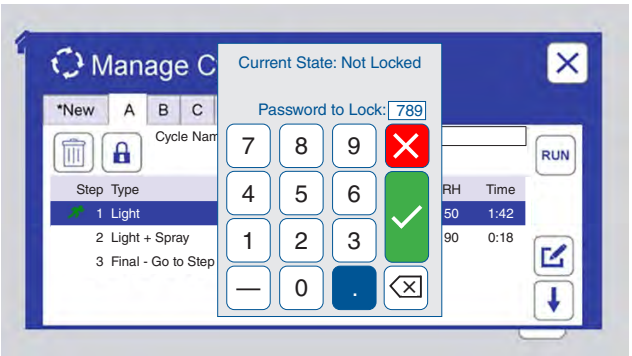 Manage C
Current State: Not Locked
*New A B C
Password to Lock: 789
Cycle Nam
7 8 9
RUN
Step Type RH Time
4 5 6
1 Light 50 1:42
2 Light + Spray 90 0:18
1 2 3
3 Final - Go to Step
— 0 .